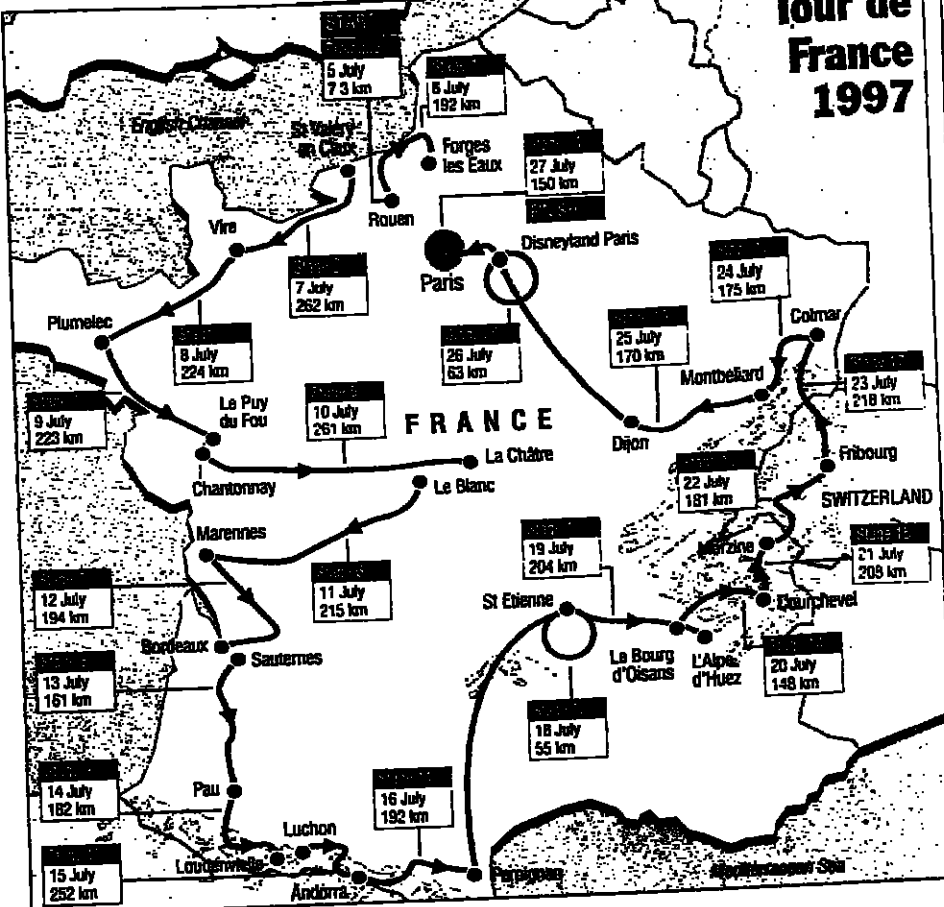 Tour de
France
1997
5 July
7 3 km
6 July
192 km
English Channel
St Valery
en Caux
Forges
les Eaux
27 July
150 km
Rouen
Vire
Disneyland Paris
Paris
24 July
175 km
7 July
262 km
Plumelec
8 July
224 km
26 July
63 km
25 July
170 km
Colmar
Montbeliard
23 July
218 km
9 July
223 km
Le Puy
du Fou
10 July
261 km
FRANCE
Dijon
La Châtre
Fribourg
Chantonnay
Le Blanc
22 July
181 km
SWITZERLAND
Marennes
19 July
204 km
Morzine
21 July
12 July
194 km
11 July
215 km
St Etienne
Courchevel
Bordeaux
Sauternes
Le Bourg
d'Oisans
L'Alpe
d'Huez
20 July
148 km
13 July
161 km
18 July
55 km
14 July
182 km
Pau
16 July
192 km
Luchon
Loudenvielle
15 July
252 km
Andorra
Perpignan
Mediterranean Sea